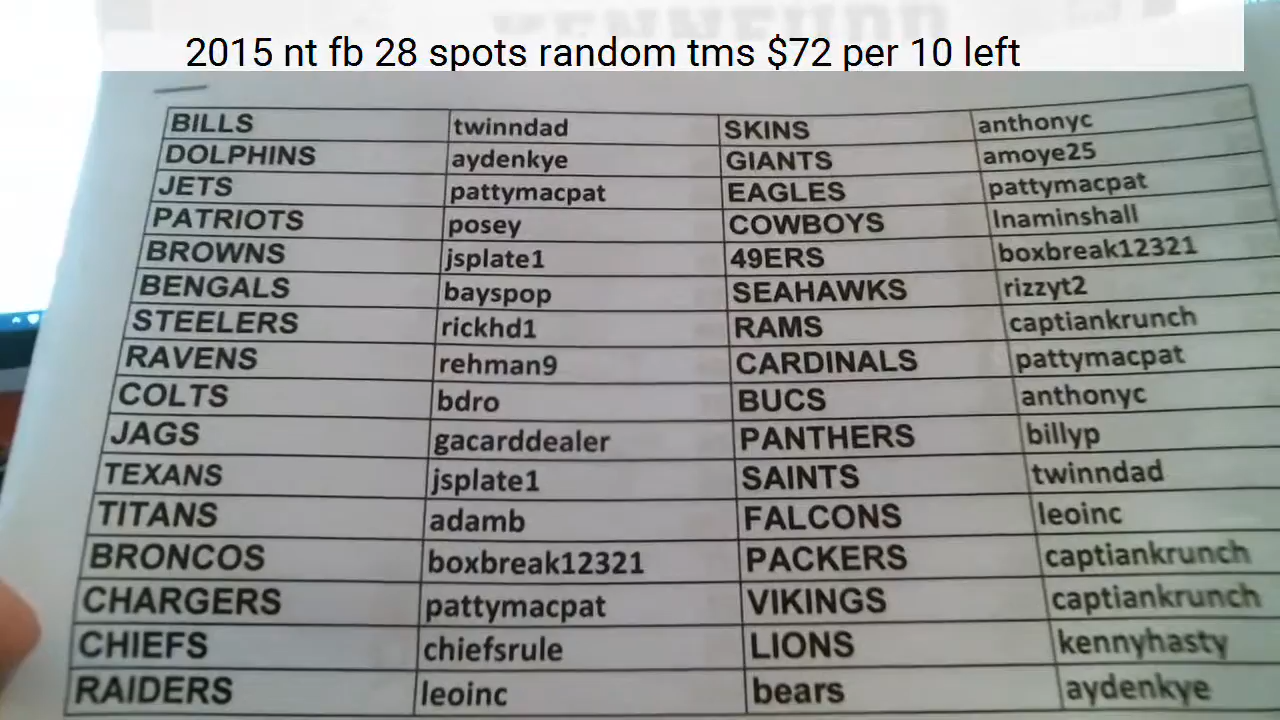 2015 nt fb 28 spots random tms $72 per 10 left
BILLS twinndad SKINS anthonyc
DOLPHINS aydenkye GIANTS amoye25
JETS pattymacpat EAGLES pattymacpat
PATRIOTS posey COWBOYS lnaminshall
BROWNS jsplate1 49ERS boxbreak12321
BENGALS bayspop SEAHAWKS rizzyt2
STEELERS rickhd1 RAMS captiankrunch
RAVENS rehman9 CARDINALS pattymacpat
COLTS bdro BUCS anthonyc
JAGS gacarddealer PANTHERS billyp
TEXANS jsplate1 SAINTS twinndad
TITANS adamb FALCONS leoinc
BRONCOS boxbreak12321 PACKERS captiankrunch
CHARGERS pattymacpat VIKINGS captiankrunch
CHIEFS chiefsrule LIONS kennyhasty
RAIDERS leoinc bears aydenkye